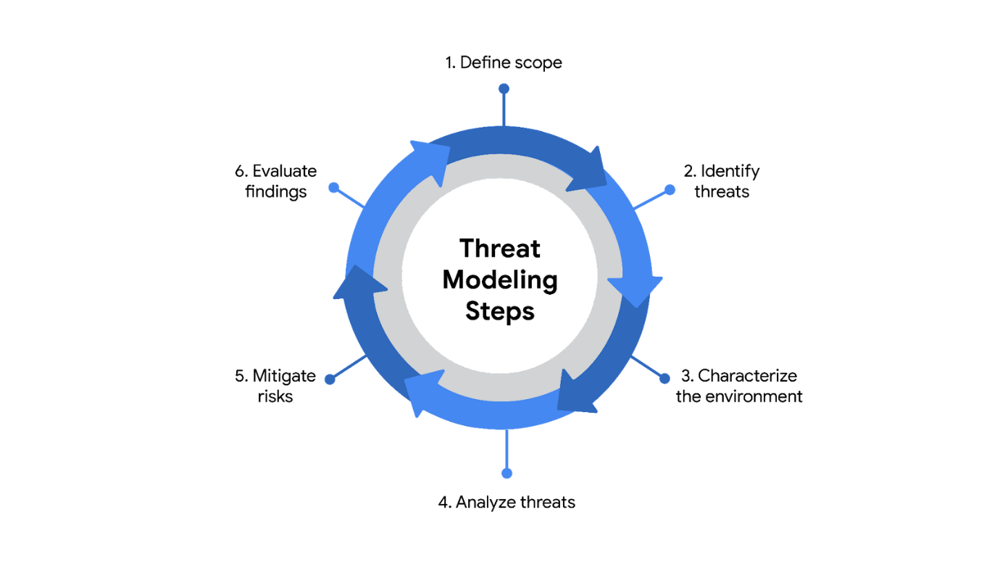 1. Define scope
2. Identify
threats
3. Characterize
the environment
4. Analyze threats
5. Mitigate
risks
6. Evaluate
findings
Threat
Modeling
Steps